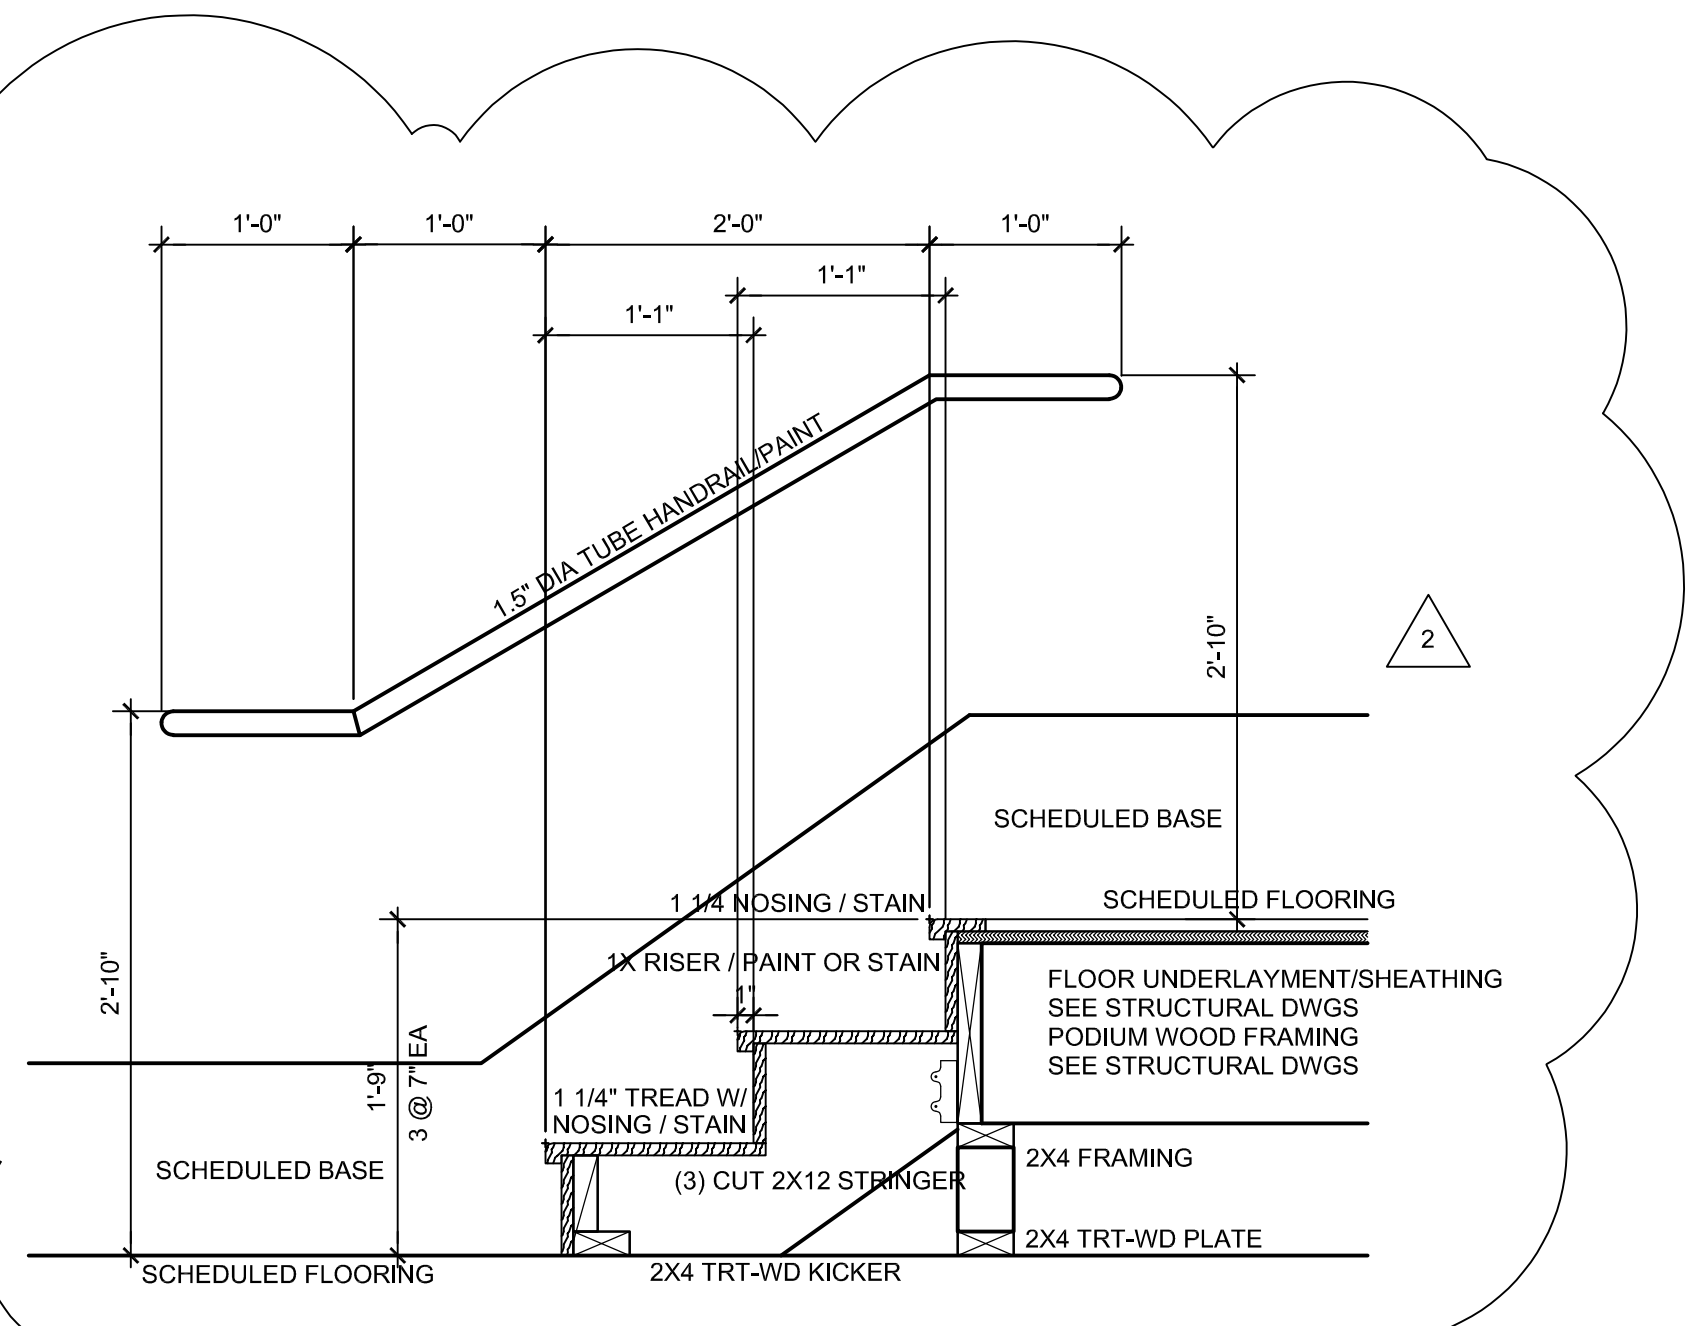 1'-0" 1'-0" 2'-0" 1'-0"
1'-1"
1'-1"
1.5" DIA TUBE HANDRAIL/PAINT
2'-10"
2
SCHEDULED BASE
1 1/4 NOSING / STAIN
SCHEDULED FLOORING
1X RISER / PAINT OR STAIN
1"
FLOOR UNDERLAYMENT/SHEATHING
SEE STRUCTURAL DWGS
PODIUM WOOD FRAMING
SEE STRUCTURAL DWGS
2'-10"
1'-9"
3 @ 7" EA
1 1/4" TREAD W/
NOSING / STAIN
SCHEDULED BASE
(3) CUT 2X12 STRINGER
2X4 FRAMING
2X4 TRT-WD PLATE
SCHEDULED FLOORING
2X4 TRT-WD KICKER